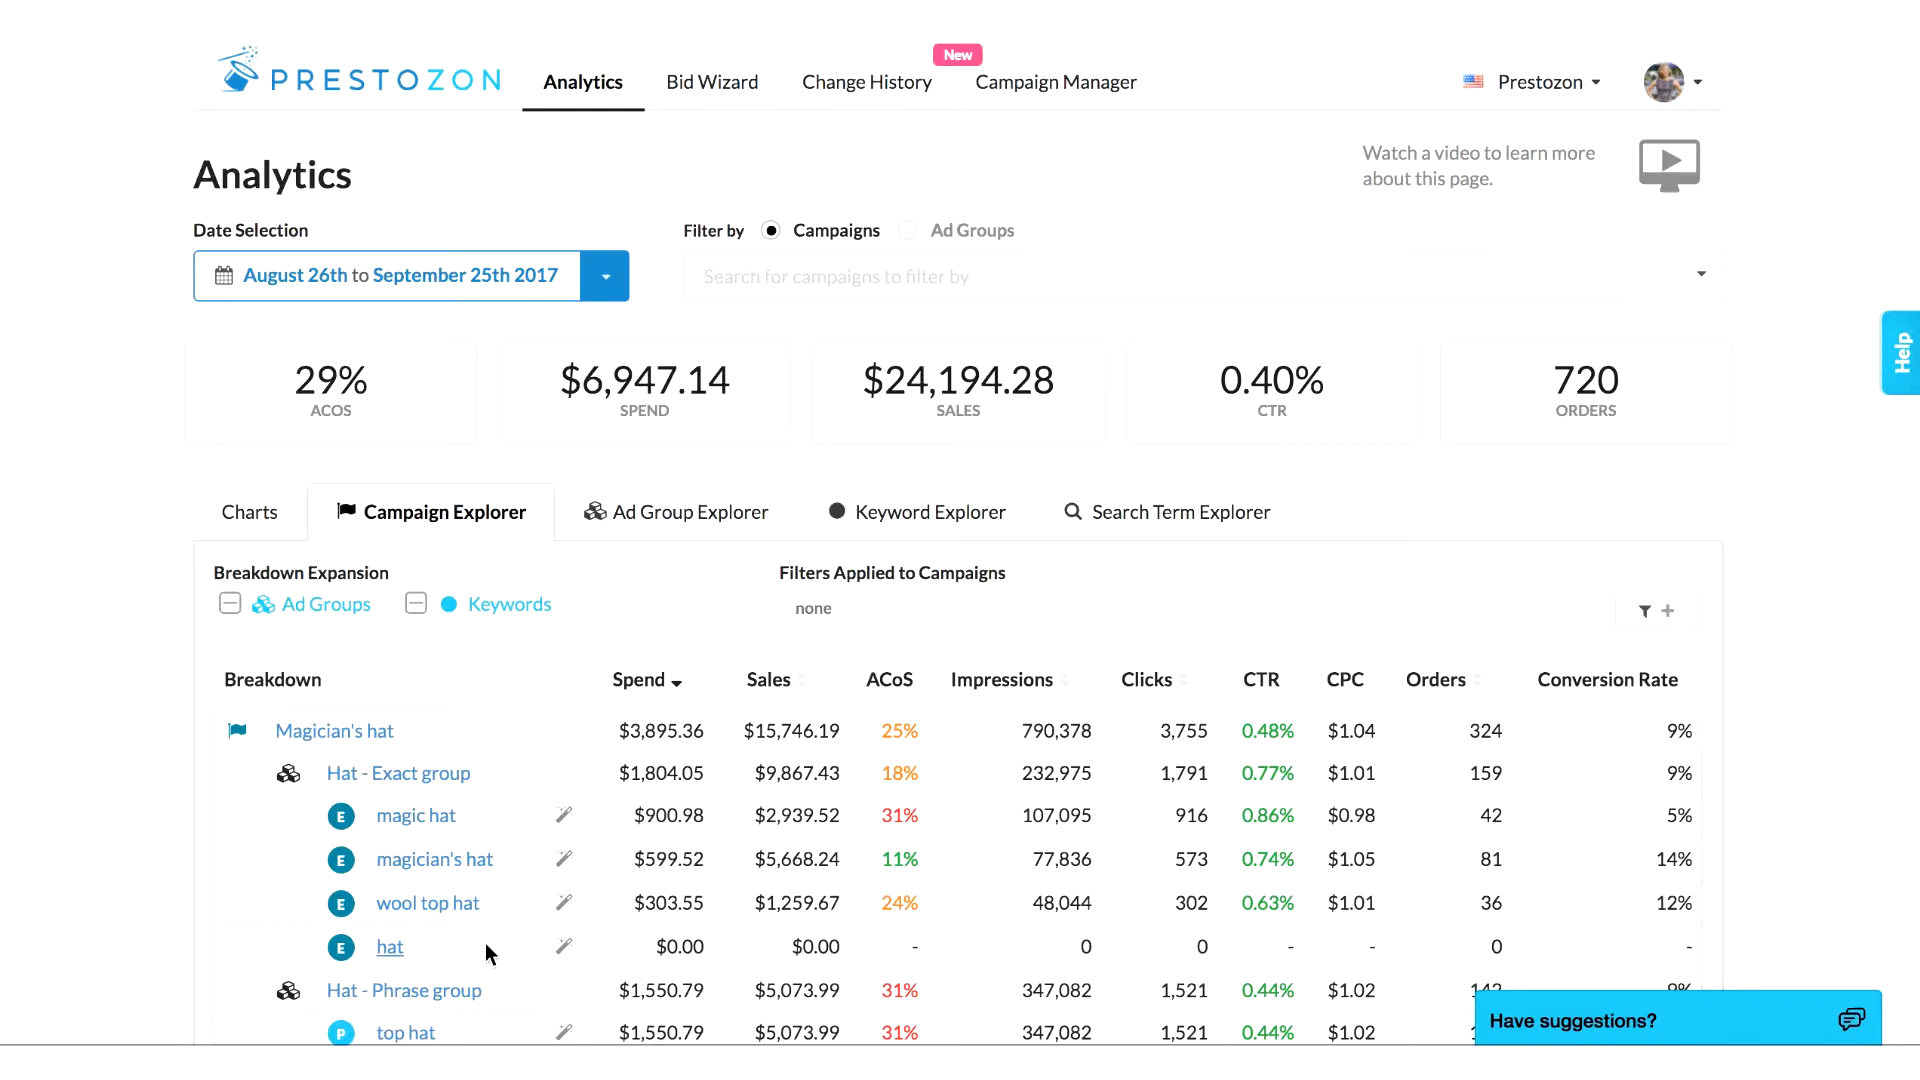 New
PRESTOZON Analytics Bid Wizard Change History Campaign Manager Prestozon
Analytics
Watch a video to learn more
about this page.
Date Selection
Filter by Campaigns Ad Groups
August 26th to September 25th 2017
Search for campaigns to filter by
Help
29% $6,947.14 $24,194.28 0.40% 720
ACOS SPEND SALES CTR ORDERS
Charts Campaign Explorer Ad Group Explorer Keyword Explorer Search Term Explorer
Breakdown Expansion Filters Applied to Campaigns
Ad Groups Keywords none
Breakdown Spend Sales ACoS Impressions Clicks CTR CPC Orders Conversion Rate
Magician's hat $3,895.36 $15,746.19 25% 790,378 3,755 0.48% $1.04 324 9%
Hat - Exact group $1,804.05 $9,867.43 18% 232,975 1,791 0.77% $1.01 159 9%
E magic hat $900.98 $2,939.52 31% 107,095 916 0.86% $0.98 42 5%
E magician's hat $599.52 $5,668.24 11% 77,836 573 0.74% $1.05 81 14%
E wool top hat $303.55 $1,259.67 24% 48,044 302 0.63% $1.01 36 12%
E hat $0.00 $0.00 - 0 0 - - 0 -
Hat - Phrase group $1,550.79 $5,073.99 31% 347,082 1,521 0.44% $1.02
P top hat $1,550.79 $5,073.99 31% 347,082 1,521 0.44% $1.02
Have suggestions?